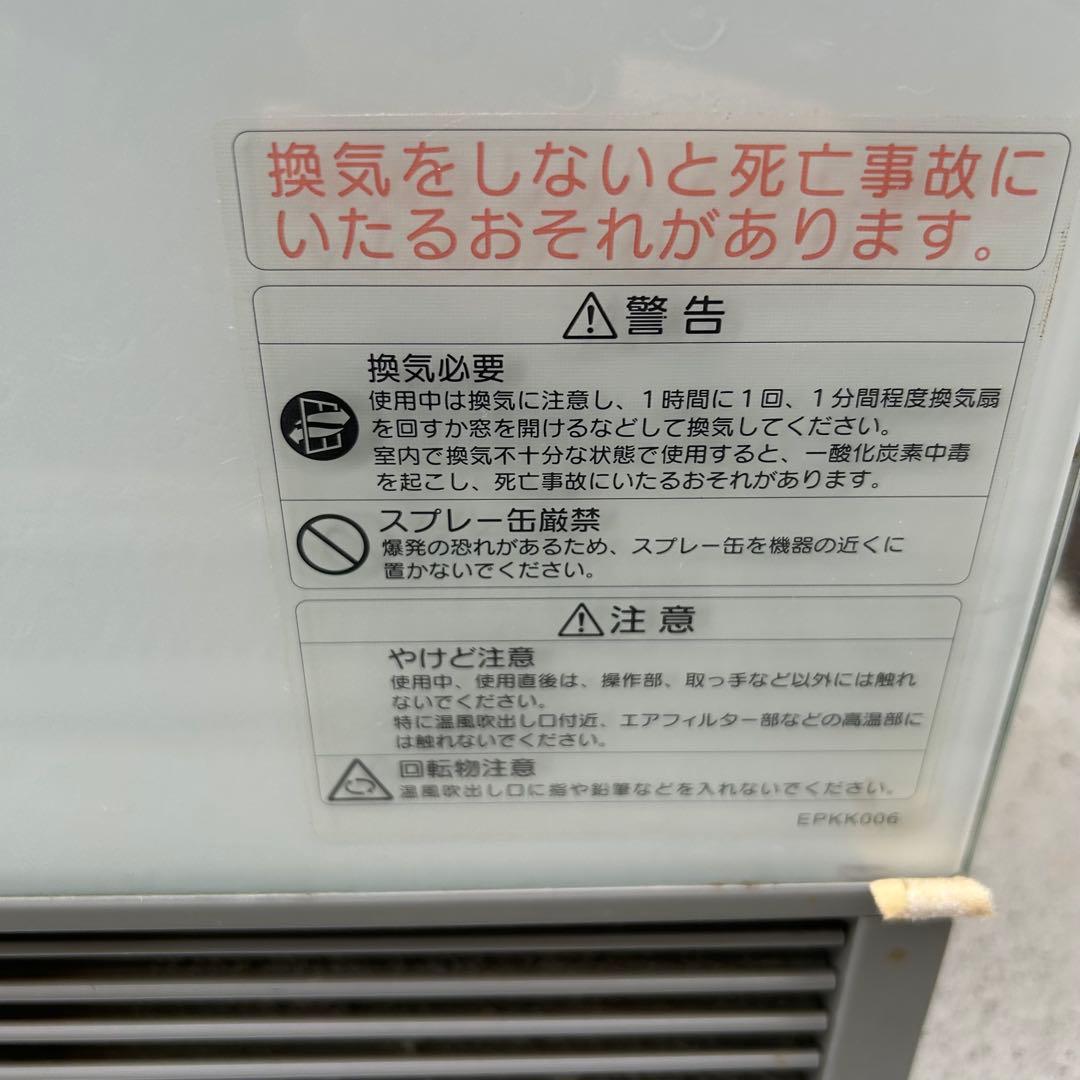 換気をしないと死亡事故に
いたるおそれがあります。
警告
換気必要
使用中は換気に注意し、1時間に1回、1分間程度換気扇
を回すか窓を開けるなどして換気してください。
室内で換気不十分な状態で使用すると、一酸化炭素中毒
を起こし、死亡事故にいたるおそれがあります。
スプレー缶厳禁
爆発の恐れがあるため、スプレー缶を機器の近くに
置かないでください。
注意
やけど注意
使用中、使用直後は、操作部、取っ手など以外には触れ
ないでください。
特に温風吹出し口付近、エアフィルター部などの高温部に
は触れないでください。
回転物注意
温風吹出し口に指や鉛筆などを入れないでください。
EPKK006